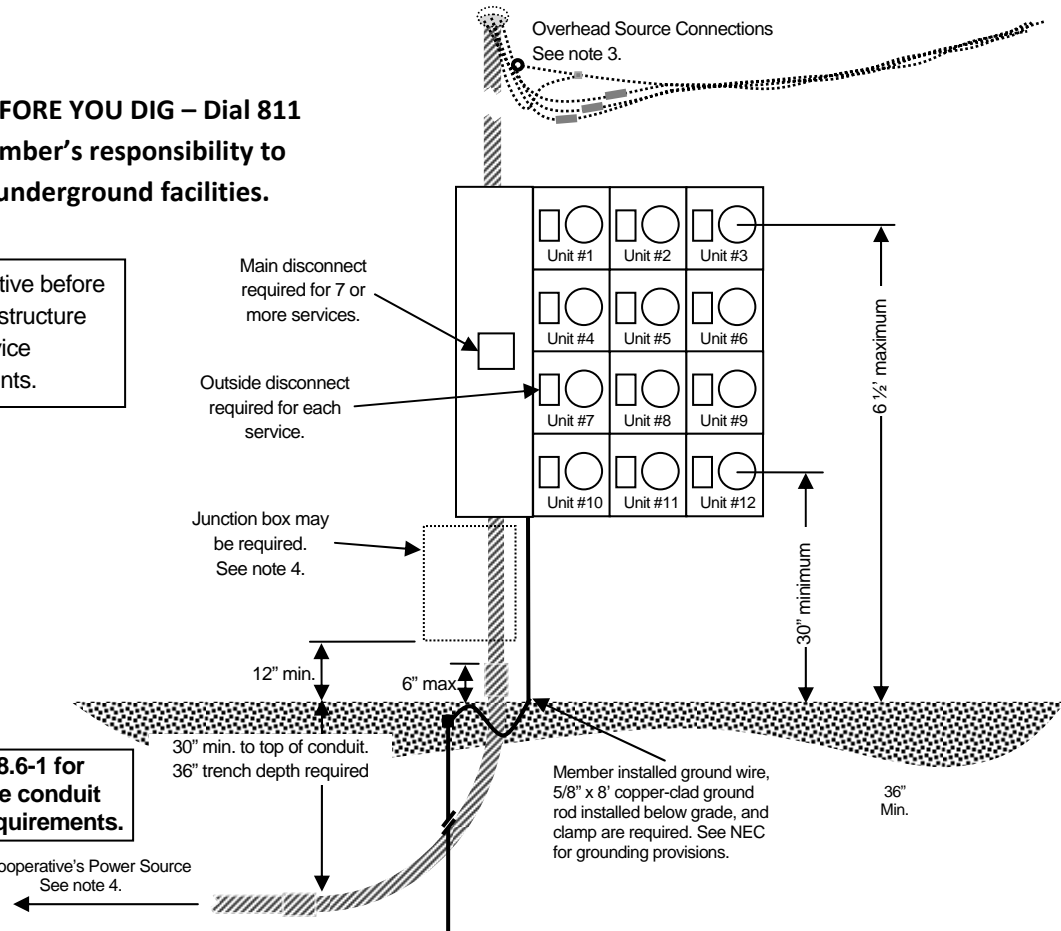 Overhead Source Connections
See note 3.
FORE YOU DIG – Dial 811
mber’s responsibility to
underground facilities.
tive before
structure
vice
nts.
Main disconnect
required for 7 or
more services.
Outside disconnect
required for each
service.
Junction box may
be required.
See note 4.
Unit #1 Unit #2 Unit #3
Unit #4 Unit #5 Unit #6
Unit #7 Unit #8 Unit #9
Unit #10 Unit #11 Unit #12
6 ½’ maximum
30” minimum
12” min.
6” max
30” min. to top of conduit.
36” trench depth required
8.6-1 for
e conduit
quirements.
ooperative’s Power Source
See note 4.
Member installed ground wire,
5/8” x 8’ copper-clad ground
rod installed below grade, and
clamp are required. See NEC
for grounding provisions.
36”
Min.